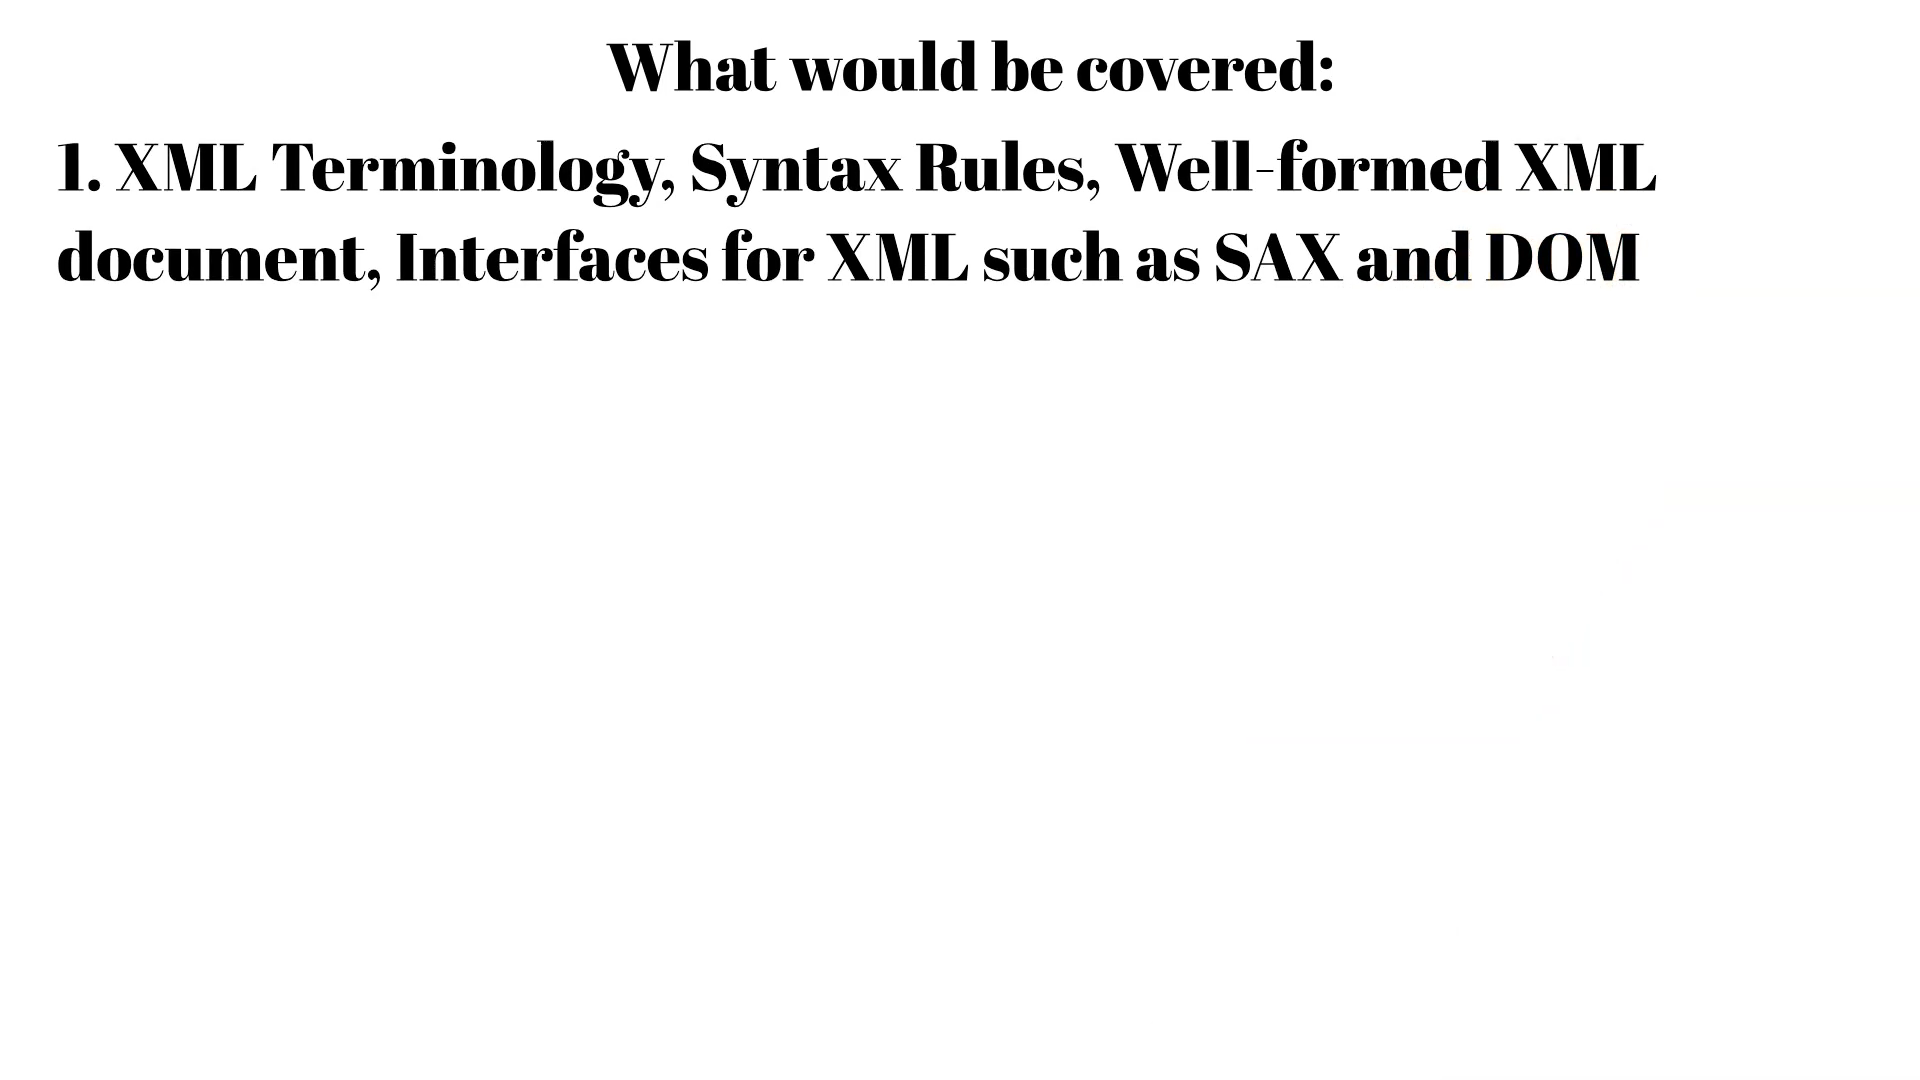 What would be covered:
1. XML Terminology, Syntax Rules, Well-formed XML
document, Interfaces for XML such as SAX and DOM